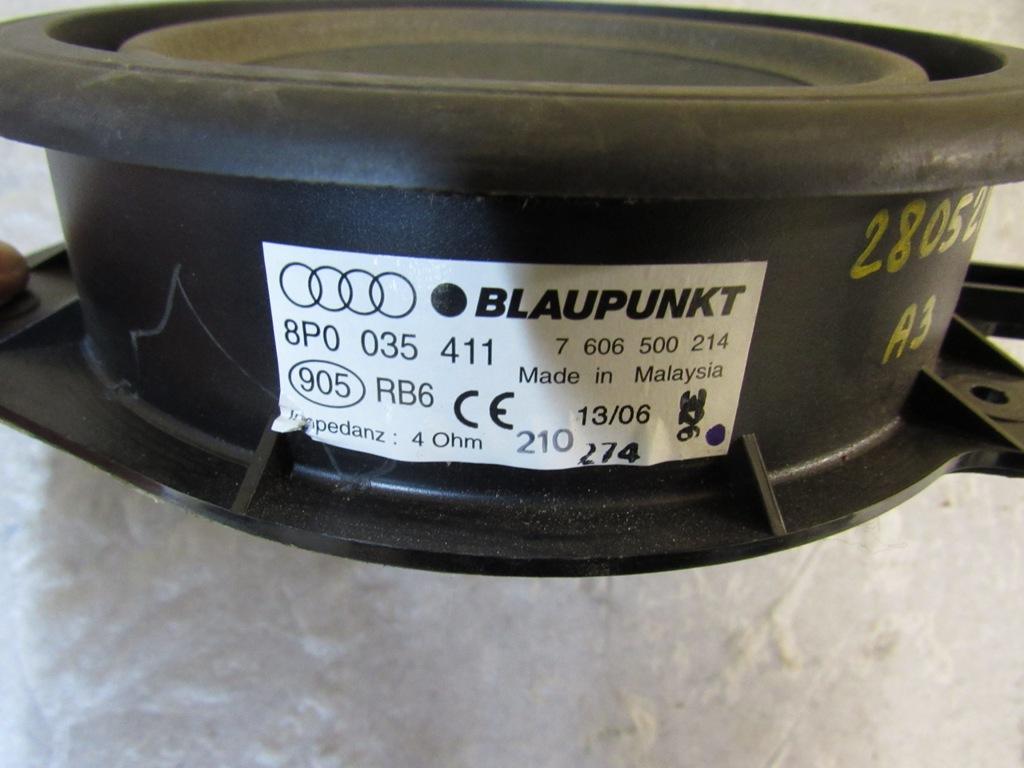 BLAUPUNKT
8P0 035 411 7 606 500 214
905 RB6 Made in Malaysia
CE 13/06
Impedanz : 4 Ohm 210 274
28052
A3